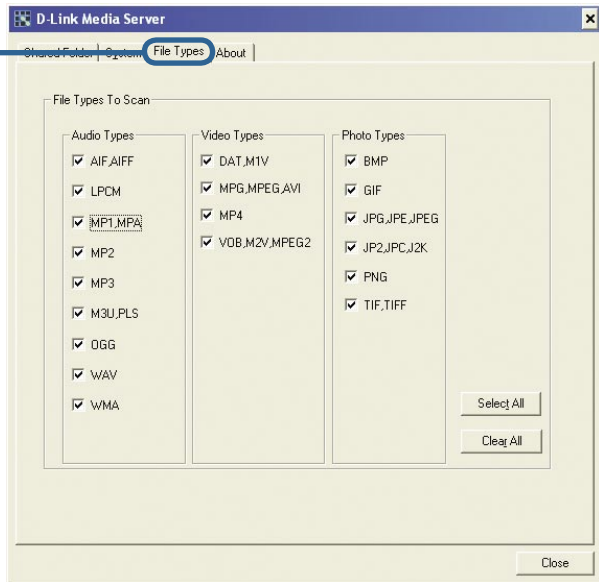 D-Link Media Server
Shared Folder System File Types About
File Types To Scan
Audio Types
AIF,AIFF
LPCM
MP1,MPA
MP2
MP3
M3U,PLS
OGG
WAV
WMA
Video Types
DAT,M1V
MPG,MPEG,AVI
MP4
VOB,M2V,MPEG2
Photo Types
BMP
GIF
JPG,JPE,JPEG
JP2,JPC,J2K
PNG
TIF,TIFF
Select All
Clear All
Close